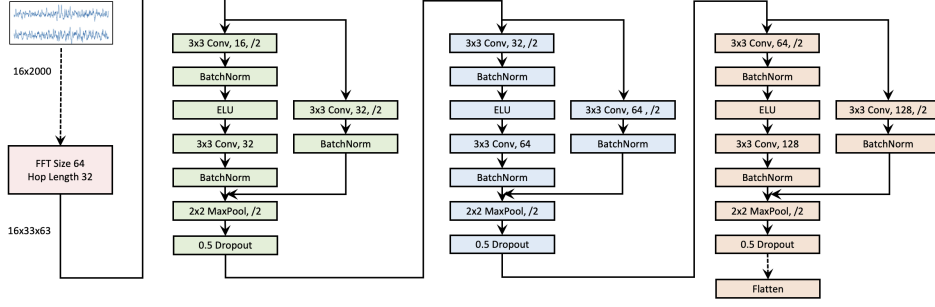 16x2000
FFT Size 64
Hop Length 32
16x33x63
3x3 Conv, 16, /2
BatchNorm
ELU
3x3 Conv, 32
BatchNorm
3x3 Conv, 32, /2
BatchNorm
2x2 MaxPool, /2
0.5 Dropout
3x3 Conv, 32, /2
BatchNorm
ELU
3x3 Conv, 64
BatchNorm
3x3 Conv, 64 , /2
BatchNorm
2x2 MaxPool, /2
0.5 Dropout
3x3 Conv, 64, /2
BatchNorm
ELU
3x3 Conv, 128
BatchNorm
3x3 Conv, 128, /2
BatchNorm
2x2 MaxPool, /2
0.5 Dropout
Flatten